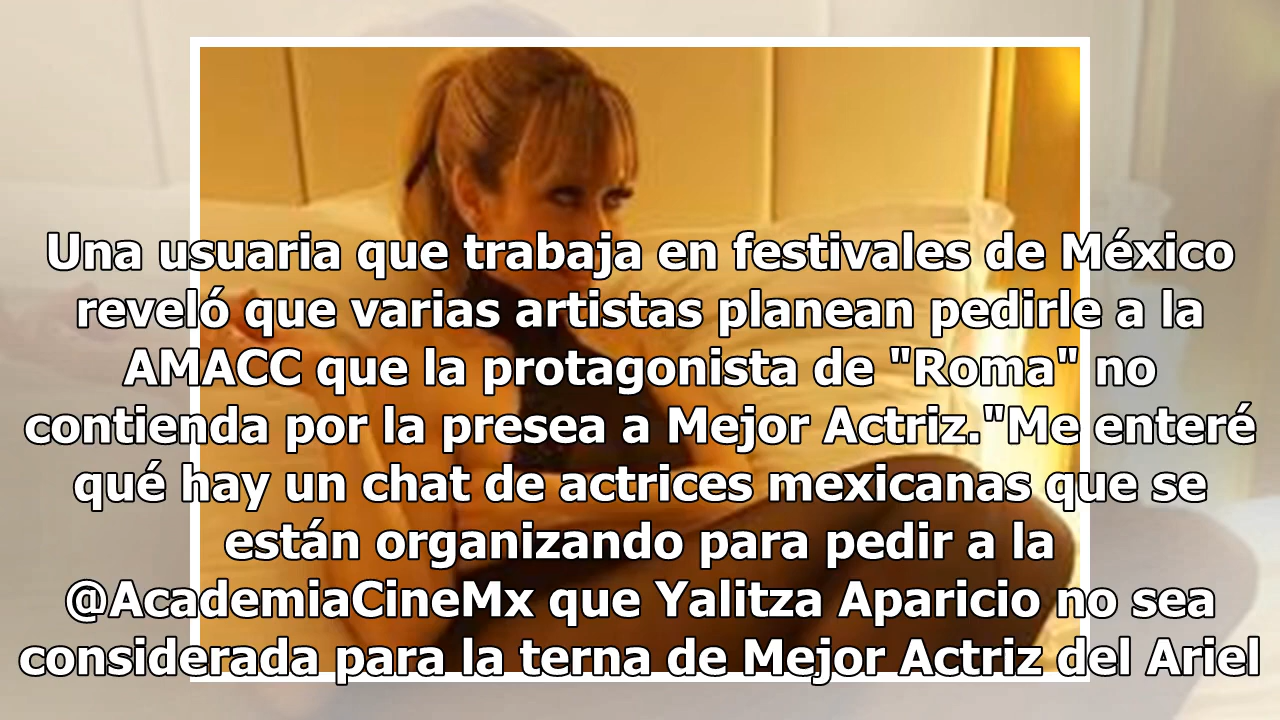 Una usuaria que trabaja en festivales de México
reveló que varias artistas planean pedirle a la
AMACC que la protagonista de "Roma" no
contienda por la presea a Mejor Actriz."Me enteré
qué hay un chat de actrices mexicanas que se
están organizando para pedir a la
@AcademiaCineMx que Yalitza Aparicio no sea
considerada para la terna de Mejor Actriz del Ariel